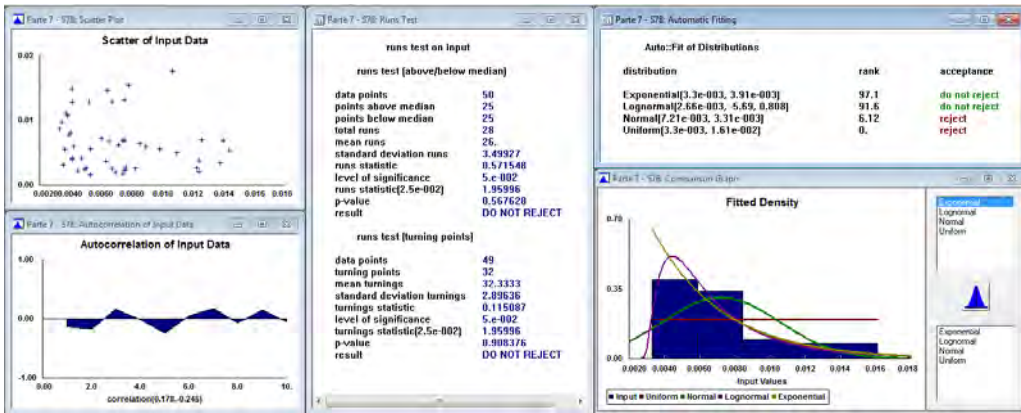 Parte 7 - S7B: Scatter Plot
Scatter of Input Data
0.02
0.01
0.00
0.0020 0.0040 0.0060 0.0080 0.010 0.012 0.014 0.016 0.018
Parte 7 - S7B: Autocorrelation of Input Data
Autocorrelation of Input Data
1.00
0.00
-1.00
0.00 2.0 4.0 6.0 8.0 10.
correlation(0.178,-0.245)
Parte 7 - S7B: Runs Test
runs test on input
runs test (above/below median)
data points 50
points above median 25
points below median 25
total runs 28
mean runs 26.
standard deviation runs 3.49927
runs statistic 0.571548
level of significance 5.e-002
runs statistic(2.5e-002) 1.95996
p-value 0.567628
result DO NOT REJECT
runs test (turning points)
data points 49
turning points 32
mean turnings 32.3333
standard deviation turnings 2.89636
turnings statistic 0.115087
level of significance 5.e-002
turnings statistic(2.5e-002) 1.95996
p-value 0.908376
result DO NOT REJECT
Parte 7 - S7B: Automatic Fitting
Auto::Fit of Distributions
distribution rank acceptance
Exponential(3.3e-003, 3.91e-003) 97.1 do not reject
Lognormal(2.66e-003, -5.69, 0.808) 91.6 do not reject
Normal(7.21e-003, 3.31e-003) 6.12 reject
Uniform(3.3e-003, 1.61e-002) 0. reject
Parte 7 - S7B: Comparison Graph
Fitted Density
0.70
0.35
0.00
0.0020 0.0040 0.0060 0.0080 0.010 0.012 0.014 0.016 0.018
Input Values
Input Uniform Normal Lognormal Exponential
Exponential
Lognormal
Normal
Uniform
Exponential
Lognormal
Normal
Uniform